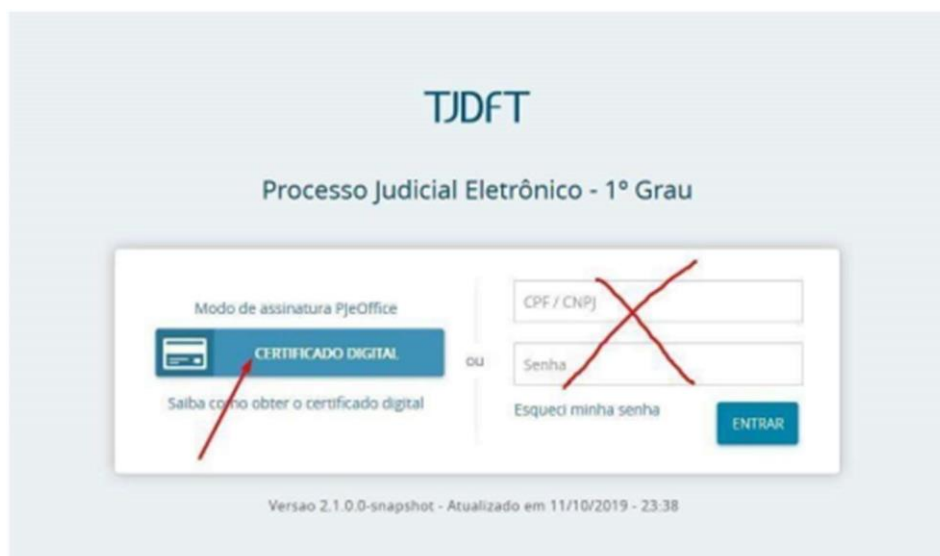 TJDFT
Processo Judicial Eletrônico - 1º Grau
Modo de assinatura PJeOffice
CERTIFICADO DIGITAL
Saiba como obter o certificado digital
ou
CPF / CNPJ
Senha
Esqueci minha senha
ENTRAR
Versao 2.1.0.0-snapshot - Atualizado em 11/10/2019 - 23:38